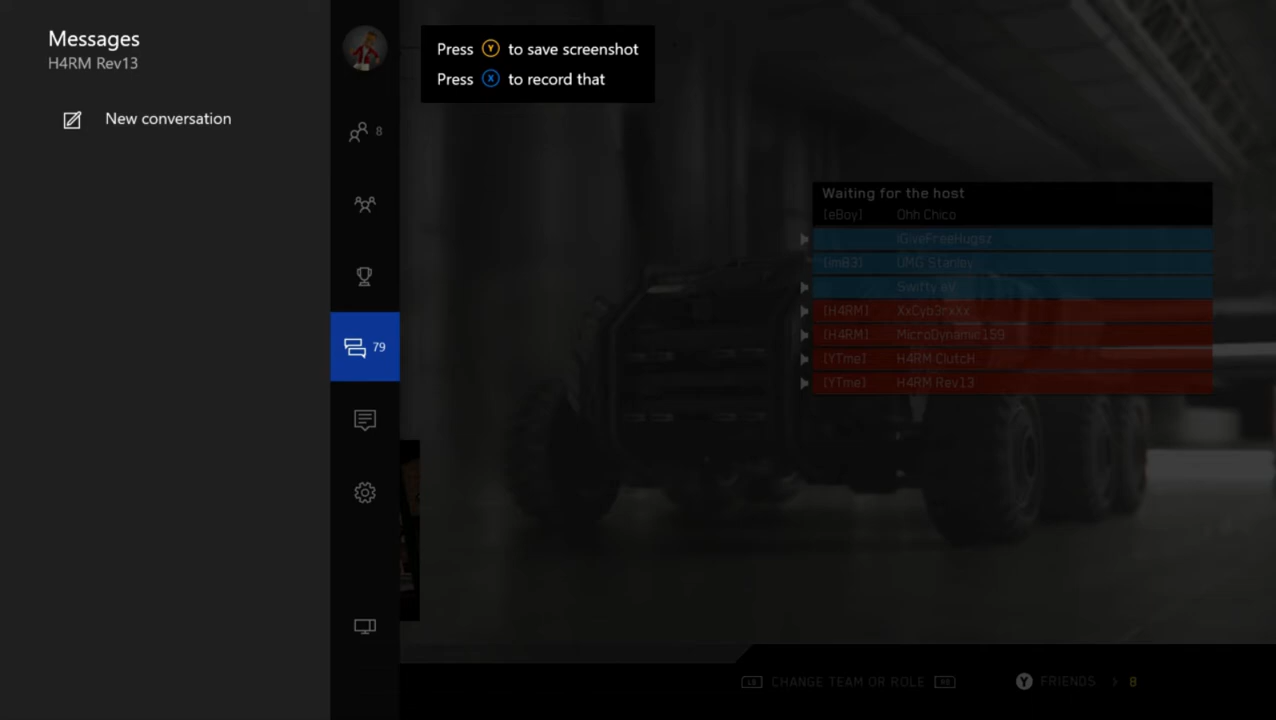 Messages
H4RM Rev13
New conversation
8
79
Press Y to save screenshot
Press X to record that
Waiting for the host
[eBoy] Ohh Chico
iGiveFreeHugsz
[imB3] UMG Stanley
Swifty aV
[H4RM] XxCyb3rxXx
[H4RM] MicroDynamic159
[YTme] H4RM ClutcH
[YTme] H4RM Rev13
LB CHANGE TEAM OR ROLE RB
Y FRIENDS > 8